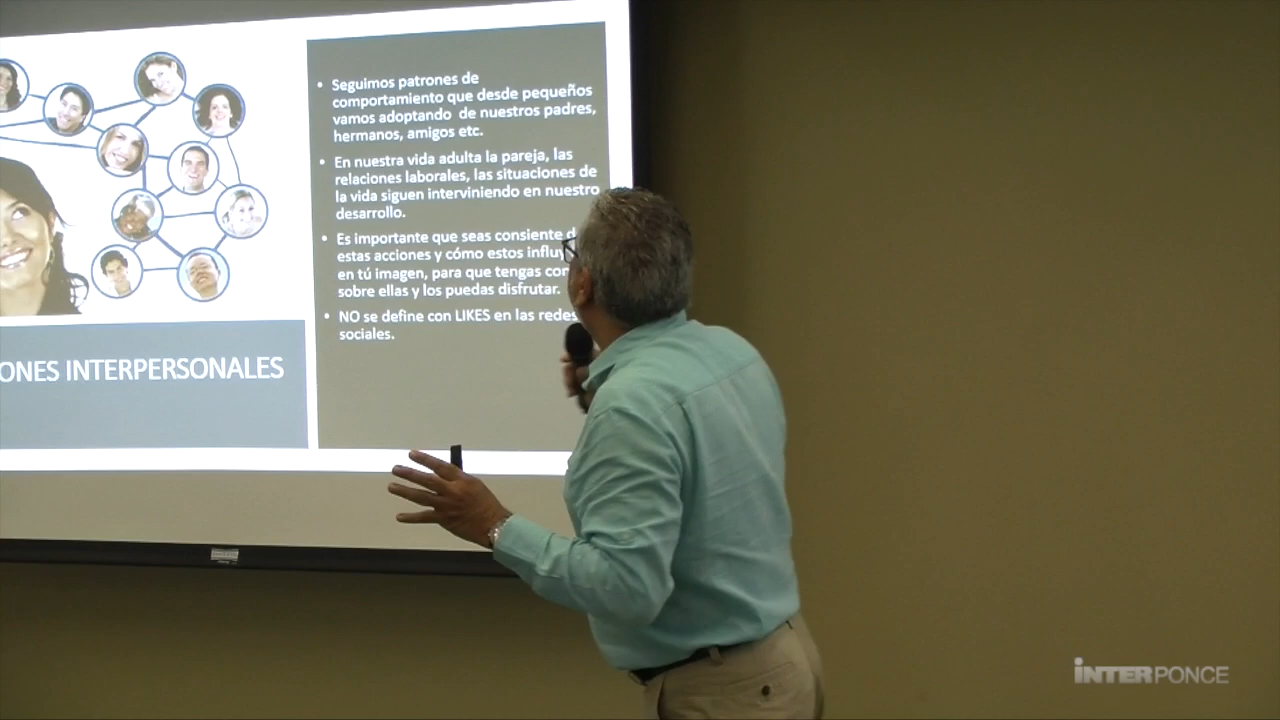 • Seguimos patrones de
comportamiento que desde pequeños
vamos adoptando de nuestros padres,
hermanos, amigos etc.
• En nuestra vida adulta la pareja, las
relaciones laborales, las situaciones de
la vida siguen interviniendo en nuestro
desarrollo.
• Es importante que seas consiente d
estas acciones y cómo estos influy
en tú imagen, para que tengas con
sobre ellas y los puedas disfrutar.
• NO se define con LIKES en las redes
sociales.
ONES INTERPERSONALES
INTERPONCE